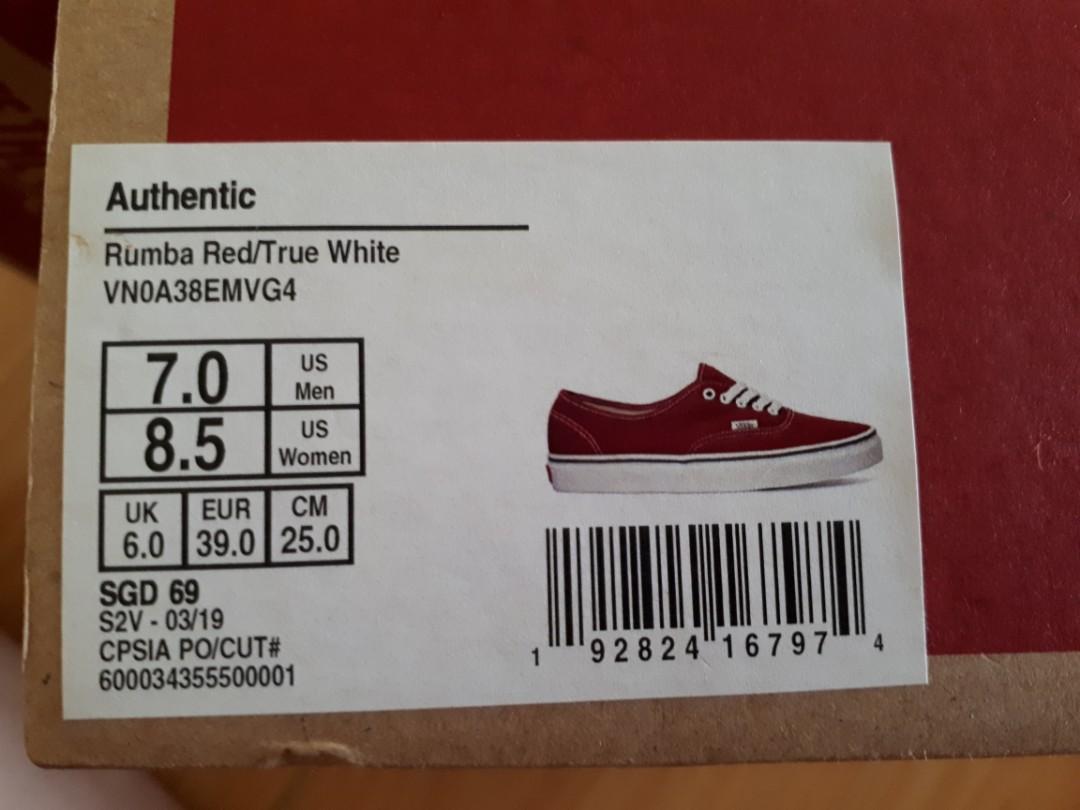 Authentic
Rumba Red/True White
VN0A38EMVG4
7.0 US Men
8.5 US Women
UK EUR CM
6.0 39.0 25.0
SGD 69
S2V - 03/19
CPSIA PO/CUT#
600034355500001
1 92824 16797 4